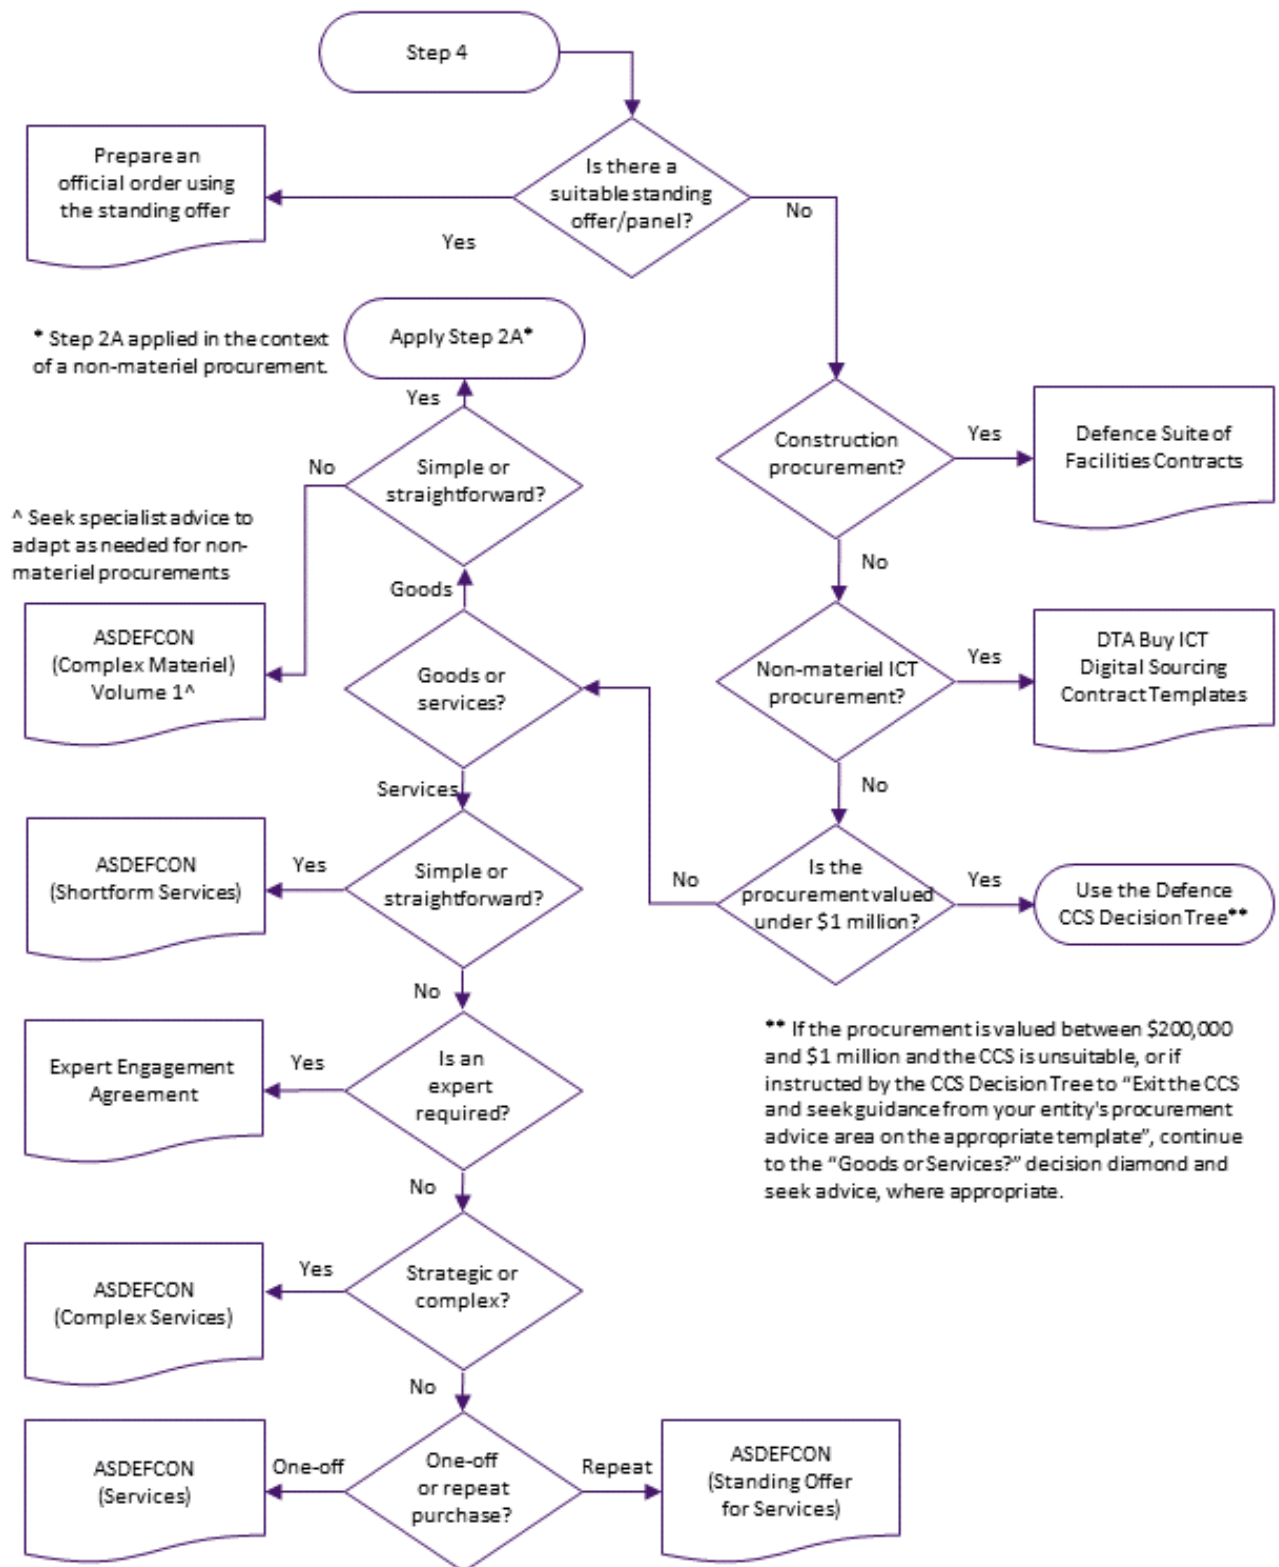 Step 4
Prepare an
official order using
the standing offer
Is there a
suitable standing
offer/panel?
No
Yes
* Step 2A applied in the context
of a non-materiel procurement.
Apply Step 2A*
Yes
Simple or
straightforward?
No
Construction
procurement?
Yes
Defence Suite of
Facilities Contracts
^ Seek specialist advice to
adapt as needed for non-
materiel procurements
No
Goods
ASDEFCON
(Complex Materiel)
Volume 1^
Goods or
services?
Non-materiel ICT
procurement?
Yes
DTA Buy ICT
Digital Sourcing
Contract Templates
No
Services
ASDEFCON
(Shortform Services)
Yes
Simple or
straightforward?
No
Is the
procurement valued
under $1 million?
Yes
Use the Defence
CCS Decision Tree**
No
Expert Engagement
Agreement
Yes
Is an
expert
required?
** If the procurement is valued between $200,000
and $1 million and the CCS is unsuitable, or if
instructed by the CCS Decision Tree to “Exit the CCS
and seek guidance from your entity's procurement
advice area on the appropriate template”, continue
to the “Goods or Services?” decision diamond and
seek advice, where appropriate.
No
ASDEFCON
(Complex Services)
Yes
Strategic or
complex?
No
ASDEFCON
(Services)
One-off
One-off
or repeat
purchase?
Repeat
ASDEFCON
(Standing Offer
for Services)